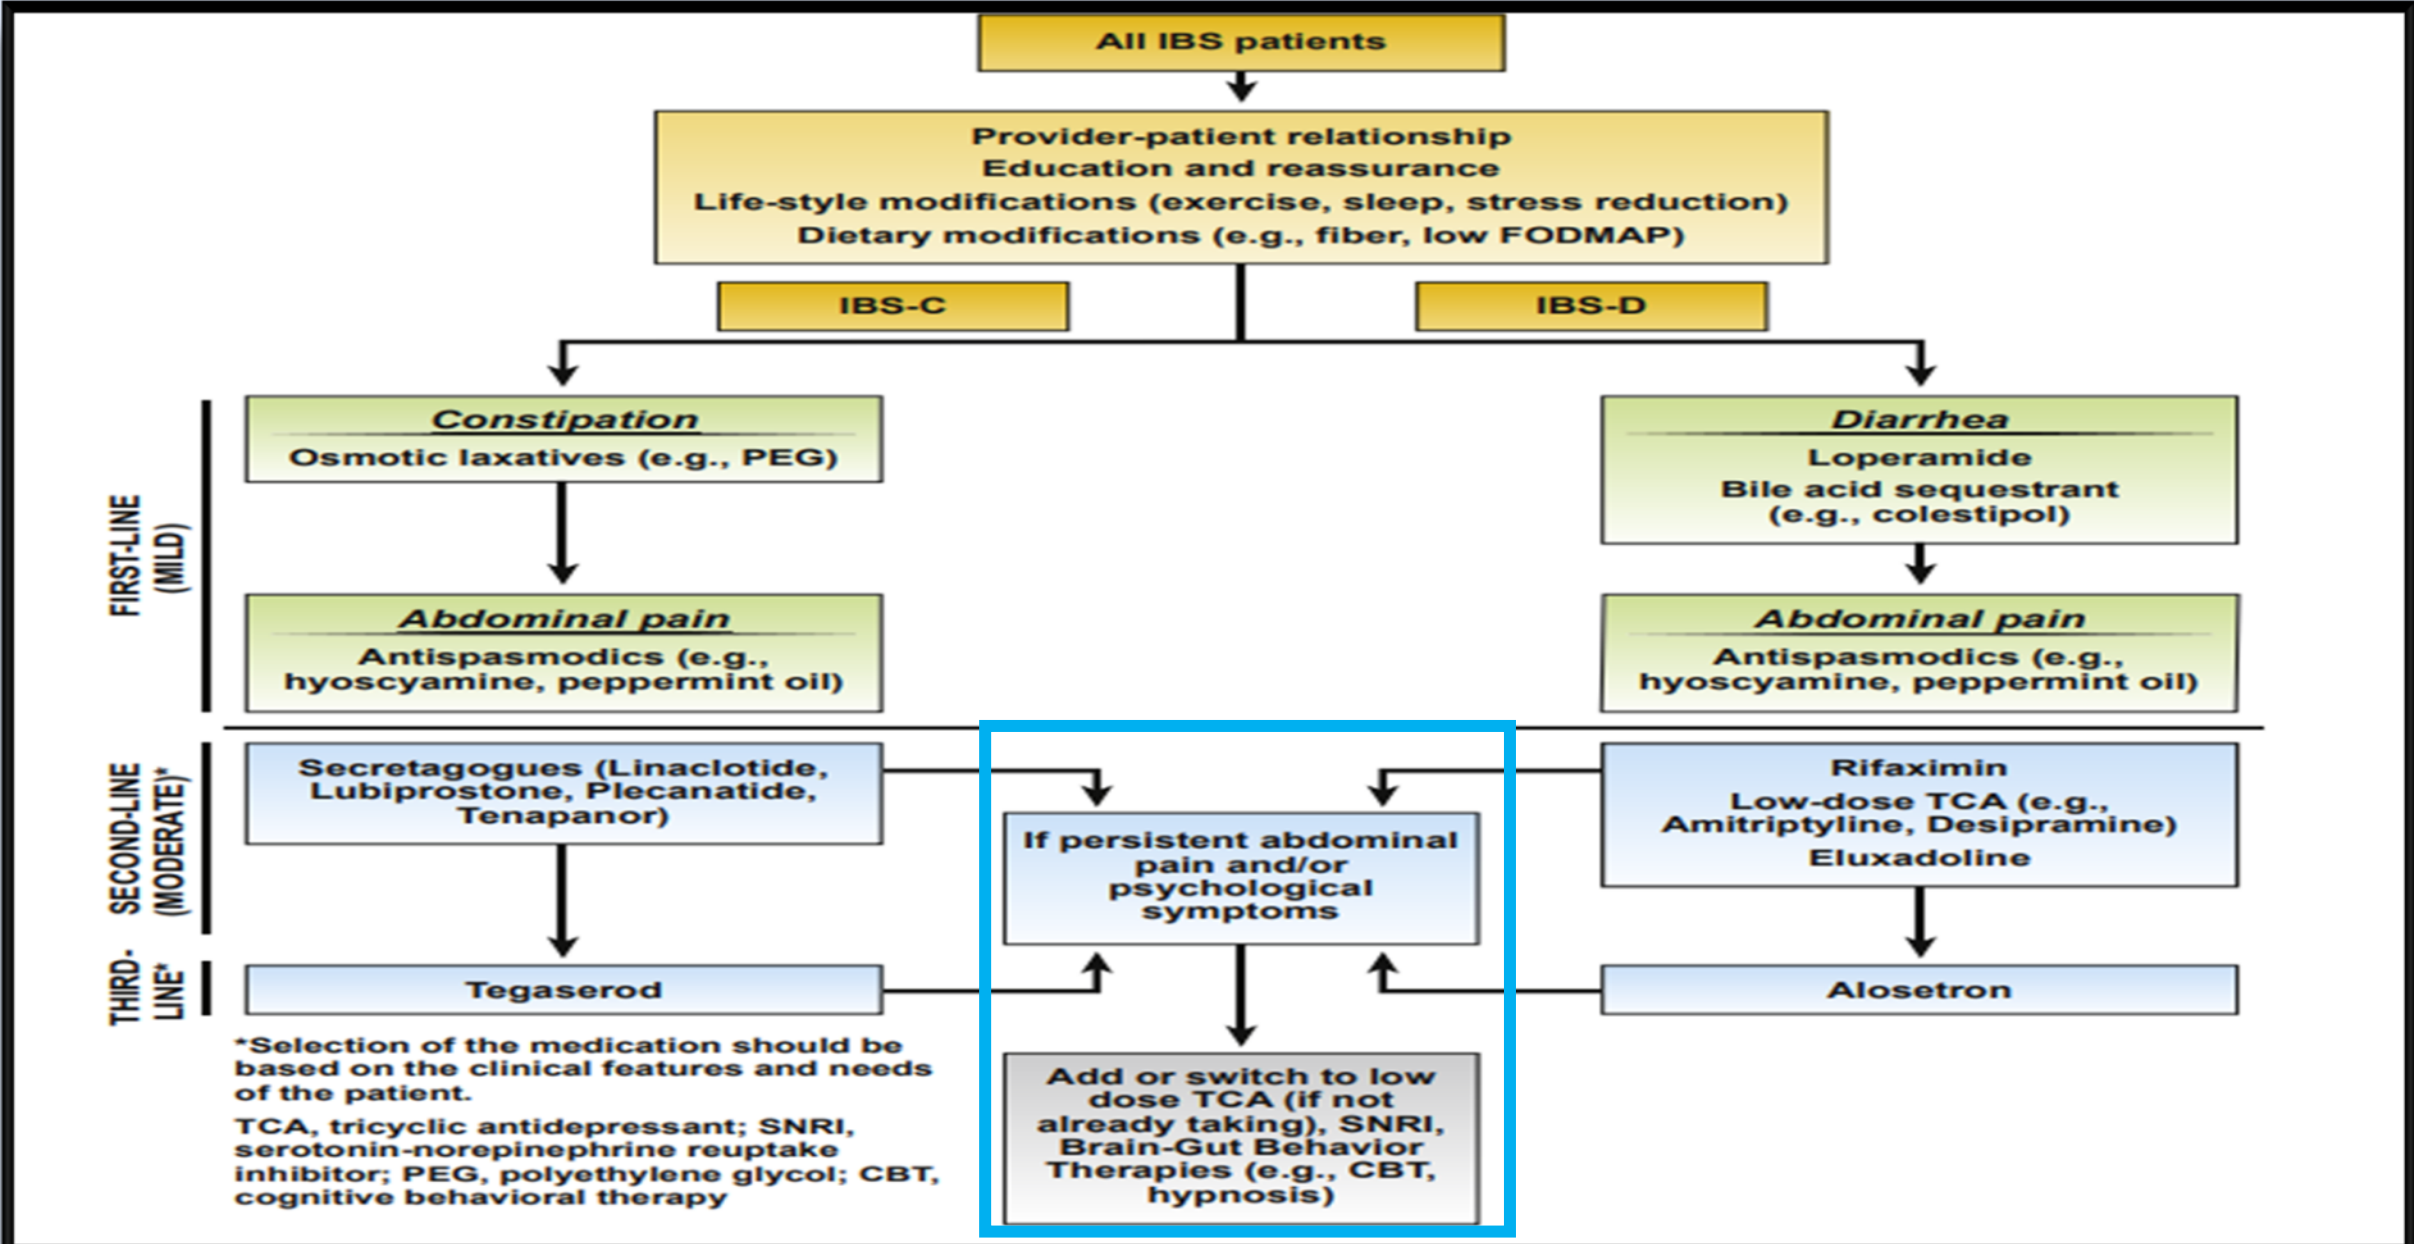 All IBS patients
Provider-patient relationship
Education and reassurance
Life-style modifications (exercise, sleep, stress reduction)
Dietary modifications (e.g., fiber, low FODMAP)
IBS-C
IBS-D
FIRST-LINE
(MILD)
Constipation
Osmotic laxatives (e.g., PEG)
Diarrhea
Loperamide
Bile acid sequestrant
(e.g., colestipol)
Abdominal pain
Antispasmodics (e.g.,
hyoscyamine, peppermint oil)
Abdominal pain
Antispasmodics (e.g.,
hyoscyamine, peppermint oil)
SECOND-LINE
(MODERATE)*
Secretagogues (Linaclotide,
Lubiprostone, Plecanatide,
Tenapanor)
If persistent abdominal
pain and/or
psychological
symptoms
Rifaximin
Low-dose TCA (e.g.,
Amitriptyline, Desipramine)
Eluxadoline
THIRD-
LINE*
Tegaserod
Alosetron
Add or switch to low
dose TCA (if not
already taking), SNRI,
Brain-Gut Behavior
Therapies (e.g., CBT,
hypnosis)
*Selection of the medication should be
based on the clinical features and needs
of the patient.
TCA, tricyclic antidepressant; SNRI,
serotonin-norepinephrine reuptake
inhibitor; PEG, polyethylene glycol; CBT,
cognitive behavioral therapy